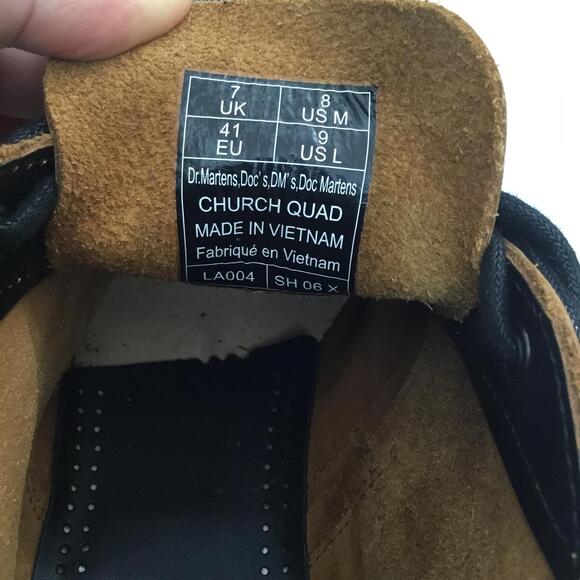 7 UK 8 US M
41 EU 9 US L
Dr.Martens,Doc's,DM's,Doc Martens
CHURCH QUAD
MADE IN VIETNAM
Fabriqué en Vietnam
LA004 SH 06 X